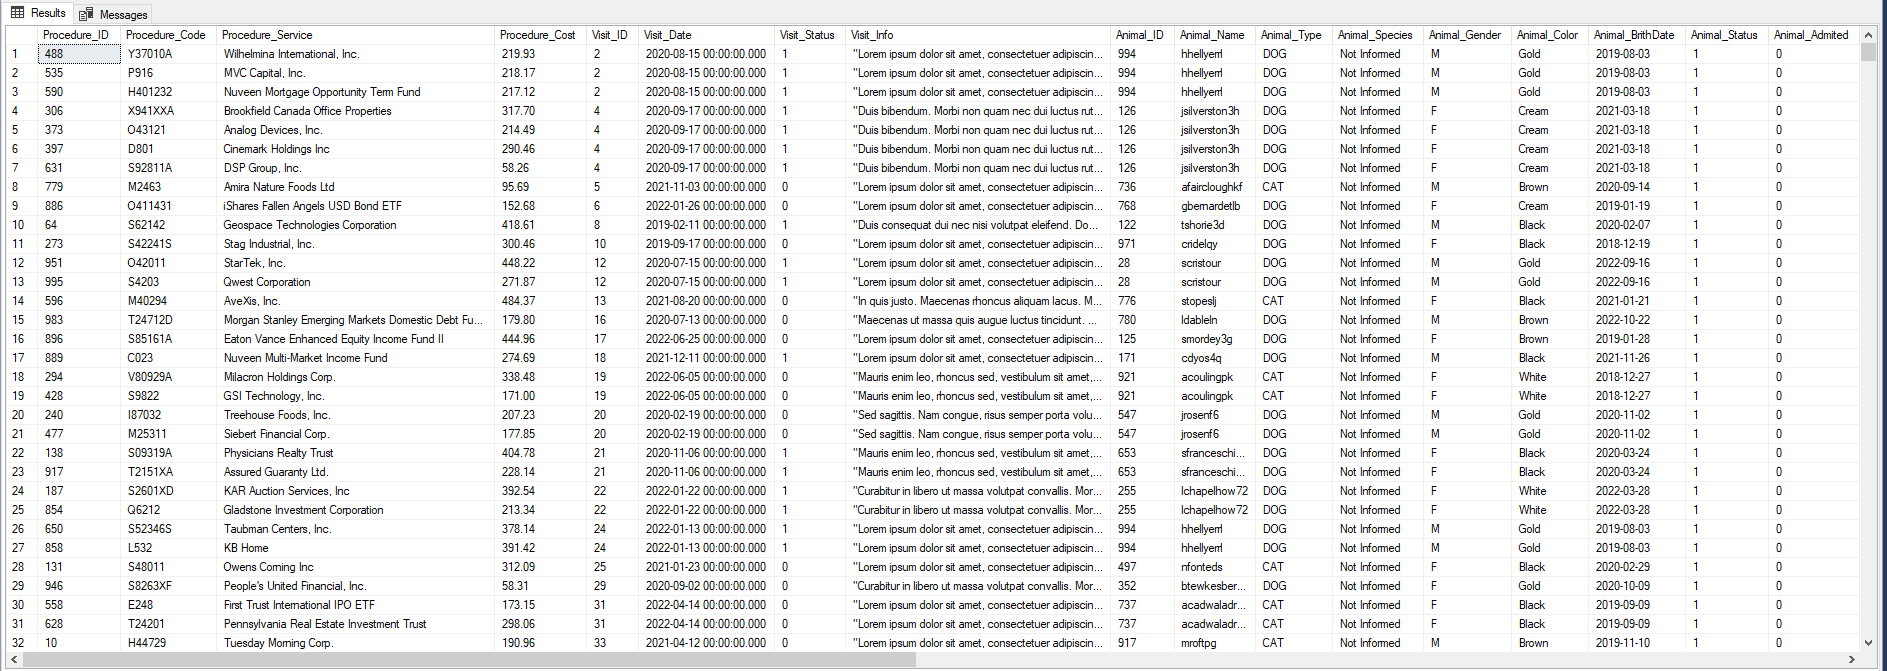 Results Messages
Procedure_ID Procedure_Code Procedure_Service Procedure_Cost Visit_ID Visit_Date Visit_Status Visit_Info Animal_ID Animal_Name Animal_Type Animal_Species Animal_Gender Animal_Color Animal_BrithDate Animal_Status Animal_Admited
1 488 Y37010A Wilhelmina International, Inc. 219.93 2 2020-08-15 00:00:00.000 1 "Lorem ipsum dolor sit amet, consectetuer adipiscin... 994 hhellyerrl DOG Not Informed M Gold 2019-08-03 1 0
2 535 P916 MVC Capital, Inc. 218.17 2 2020-08-15 00:00:00.000 1 "Lorem ipsum dolor sit amet, consectetuer adipiscin... 994 hhellyerrl DOG Not Informed M Gold 2019-08-03 1 0
3 590 H401232 Nuveen Mortgage Opportunity Term Fund 217.12 2 2020-08-15 00:00:00.000 1 "Lorem ipsum dolor sit amet, consectetuer adipiscin... 994 hhellyerrl DOG Not Informed M Gold 2019-08-03 1 0
4 306 X941XXA Brookfield Canada Office Properties 317.70 4 2020-09-17 00:00:00.000 1 "Duis bibendum. Morbi non quam nec dui luctus rut... 126 jsilverston3h DOG Not Informed F Cream 2021-03-18 1 0
5 373 O43121 Analog Devices, Inc. 214.49 4 2020-09-17 00:00:00.000 1 "Duis bibendum. Morbi non quam nec dui luctus rut... 126 jsilverston3h DOG Not Informed F Cream 2021-03-18 1 0
6 397 D801 Cinemark Holdings Inc 290.46 4 2020-09-17 00:00:00.000 1 "Duis bibendum. Morbi non quam nec dui luctus rut... 126 jsilverston3h DOG Not Informed F Cream 2021-03-18 1 0
7 631 S92811A DSP Group, Inc. 58.26 4 2020-09-17 00:00:00.000 1 "Duis bibendum. Morbi non quam nec dui luctus rut... 126 jsilverston3h DOG Not Informed F Cream 2021-03-18 1 0
8 779 M2463 Amira Nature Foods Ltd 95.69 5 2021-11-03 00:00:00.000 0 "Lorem ipsum dolor sit amet, consectetuer adipiscin... 736 afaircloughkf CAT Not Informed M Brown 2020-09-14 1 0
9 886 O411431 iShares Fallen Angels USD Bond ETF 152.68 6 2022-01-26 00:00:00.000 0 "Lorem ipsum dolor sit amet, consectetuer adipiscin... 768 gbernardetlb DOG Not Informed F Cream 2019-01-19 1 0
10 64 S62142 Geospace Technologies Corporation 418.61 8 2019-02-11 00:00:00.000 1 "Duis consequat dui nec nisi volutpat eleifend. Do... 122 tshorie3d DOG Not Informed M Black 2020-02-07 1 0
11 273 S42241S Stag Industrial, Inc. 300.46 10 2019-09-17 00:00:00.000 0 "Lorem ipsum dolor sit amet, consectetuer adipiscin... 971 cridelqy DOG Not Informed F Black 2018-12-19 1 0
12 951 O42011 StarTek, Inc. 448.22 12 2020-07-15 00:00:00.000 1 "Lorem ipsum dolor sit amet, consectetuer adipiscin... 28 scristour DOG Not Informed M Gold 2022-09-16 1 0
13 995 S4203 Qwest Corporation 271.87 12 2020-07-15 00:00:00.000 1 "Lorem ipsum dolor sit amet, consectetuer adipiscin... 28 scristour DOG Not Informed M Gold 2022-09-16 1 0
14 596 M40294 AveXis, Inc. 484.37 13 2021-08-20 00:00:00.000 0 "In quis justo. Maecenas rhoncus aliquam lacus. M... 776 stopeslj CAT Not Informed F Black 2021-01-21 1 0
15 983 T24712D Morgan Stanley Emerging Markets Domestic Debt Fu... 179.80 16 2020-07-13 00:00:00.000 0 "Maecenas ut massa quis augue luctus tincidunt. ... 780 ldableln DOG Not Informed M Brown 2022-10-22 1 0
16 896 S85161A Eaton Vance Enhanced Equity Income Fund II 444.96 17 2022-06-25 00:00:00.000 0 "Lorem ipsum dolor sit amet, consectetuer adipiscin... 125 smordey3g DOG Not Informed F Brown 2019-01-28 1 0
17 889 C023 Nuveen Multi-Market Income Fund 274.69 18 2021-12-11 00:00:00.000 1 "Lorem ipsum dolor sit amet, consectetuer adipiscin... 171 cdyos4q DOG Not Informed M Black 2021-11-26 1 0
18 294 V80929A Milacron Holdings Corp. 338.48 19 2022-06-05 00:00:00.000 0 "Mauris enim leo, rhoncus sed, vestibulum sit amet,... 921 acoulingpk CAT Not Informed F White 2018-12-27 1 0
19 428 S9822 GSI Technology, Inc. 171.00 19 2022-06-05 00:00:00.000 0 "Mauris enim leo, rhoncus sed, vestibulum sit amet,... 921 acoulingpk CAT Not Informed F White 2018-12-27 1 0
20 240 I87032 Treehouse Foods, Inc. 207.23 20 2020-02-19 00:00:00.000 0 "Sed sagittis. Nam congue, risus semper porta volu... 547 jrosenf6 DOG Not Informed M Gold 2020-11-02 1 0
21 477 M25311 Siebert Financial Corp. 177.85 20 2020-02-19 00:00:00.000 0 "Sed sagittis. Nam congue, risus semper porta volu... 547 jrosenf6 DOG Not Informed M Gold 2020-11-02 1 0
22 138 S09319A Physicians Realty Trust 404.78 21 2020-11-06 00:00:00.000 1 "Mauris enim leo, rhoncus sed, vestibulum sit amet,... 653 sfranceschi... DOG Not Informed F Black 2020-03-24 1 0
23 917 T2151XA Assured Guaranty Ltd. 228.14 21 2020-11-06 00:00:00.000 1 "Mauris enim leo, rhoncus sed, vestibulum sit amet,... 653 sfranceschi... DOG Not Informed F Black 2020-03-24 1 0
24 187 S2601XD KAR Auction Services, Inc 392.54 22 2022-01-22 00:00:00.000 1 "Curabitur in libero ut massa volutpat convallis. Mor... 255 lchapelhow72 DOG Not Informed F White 2022-03-28 1 0
25 854 Q6212 Gladstone Investment Corporation 213.34 22 2022-01-22 00:00:00.000 1 "Curabitur in libero ut massa volutpat convallis. Mor... 255 lchapelhow72 DOG Not Informed F White 2022-03-28 1 0
26 650 S52346S Taubman Centers, Inc. 378.14 24 2022-01-13 00:00:00.000 1 "Lorem ipsum dolor sit amet, consectetuer adipiscin... 994 hhellyerrl DOG Not Informed M Gold 2019-08-03 1 0
27 858 L532 KB Home 391.42 24 2022-01-13 00:00:00.000 1 "Lorem ipsum dolor sit amet, consectetuer adipiscin... 994 hhellyerrl DOG Not Informed M Gold 2019-08-03 1 0
28 131 S48011 Owens Corning Inc 312.09 25 2021-01-23 00:00:00.000 0 "Lorem ipsum dolor sit amet, consectetuer adipiscin... 497 nfonteds CAT Not Informed F Black 2020-02-29 1 0
29 946 S8263XF People's United Financial, Inc. 58.31 29 2020-09-02 00:00:00.000 0 "Curabitur in libero ut massa volutpat convallis. Mor... 352 btewkesber... DOG Not Informed F Gold 2020-10-09 1 0
30 558 E248 First Trust International IPO ETF 173.15 31 2022-04-14 00:00:00.000 0 "Lorem ipsum dolor sit amet, consectetuer adipiscin... 737 acadwaladr... CAT Not Informed F Black 2019-09-09 1 0
31 628 T24201 Pennsylvania Real Estate Investment Trust 298.06 31 2022-04-14 00:00:00.000 0 "Lorem ipsum dolor sit amet, consectetuer adipiscin... 737 acadwaladr... CAT Not Informed F Black 2019-09-09 1 0
32 10 H44729 Tuesday Morning Corp. 190.96 33 2021-04-12 00:00:00.000 0 "Lorem ipsum dolor sit amet, consectetuer adipiscin... 917 mroftpg CAT Not Informed M Brown 2019-11-10 1 0